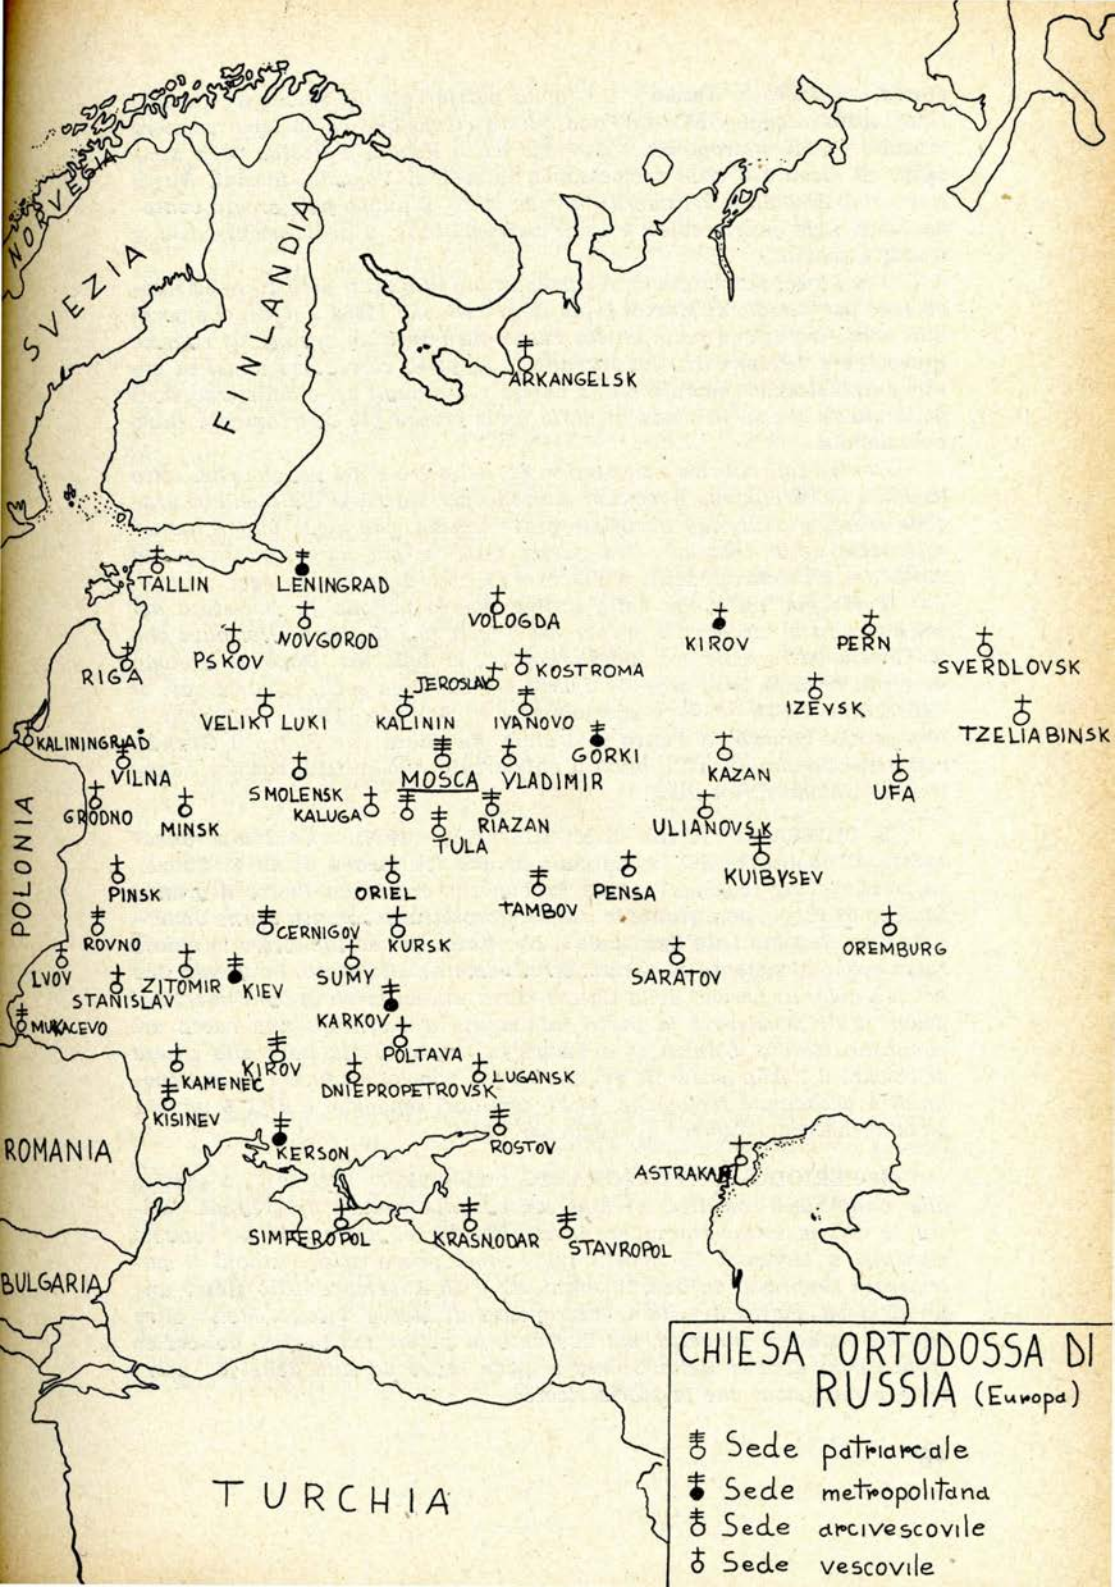 NORVEGIA
SVEZIA
FINLANDIA
ARKANGELSK
TALLIN
LENINGRAD
NOVGOROD
VOLOGDA
KIROV
PERN
SVERDLOVSK
RIGA
PSKOV
JEROSLAV
KOSTROMA
IZEVSK
VELIKY LUKI
KALININ
IVANOVO
TZELIABINSK
KALININGRAD
GORKI
VILNA
MOSCA
VLADIMIR
KAZAN
UFA
GRODNO
MINSK
SMOLENSK
KALUGA
RIAZAN
ULIANOVSK
TULA
POLONIA
PINSK
ORIEL
TAMBOV
PENSA
KUIBYSEV
ROVNO
CERNIGOV
KURSK
OREMBURG
LVOV
STANISLAV
ZITOMIR
KIEV
SUMY
SARATOV
MUKACEVO
KARKOV
POLTAVA
KAMENEC
KIROV
DNIEPROPETROVSK
LUGANSK
KISINEV
ROMANIA
KERSON
ROSTOV
ASTRAKAN
SIMFEROPOL
KRASNODAR
STAVROPOL
BULGARIA
TURCHIA
CHIESA ORTODOSSA DI
RUSSIA (Europa)
Sede patriarcale
Sede metropolitana
Sede arcivescovile
Sede vescovile